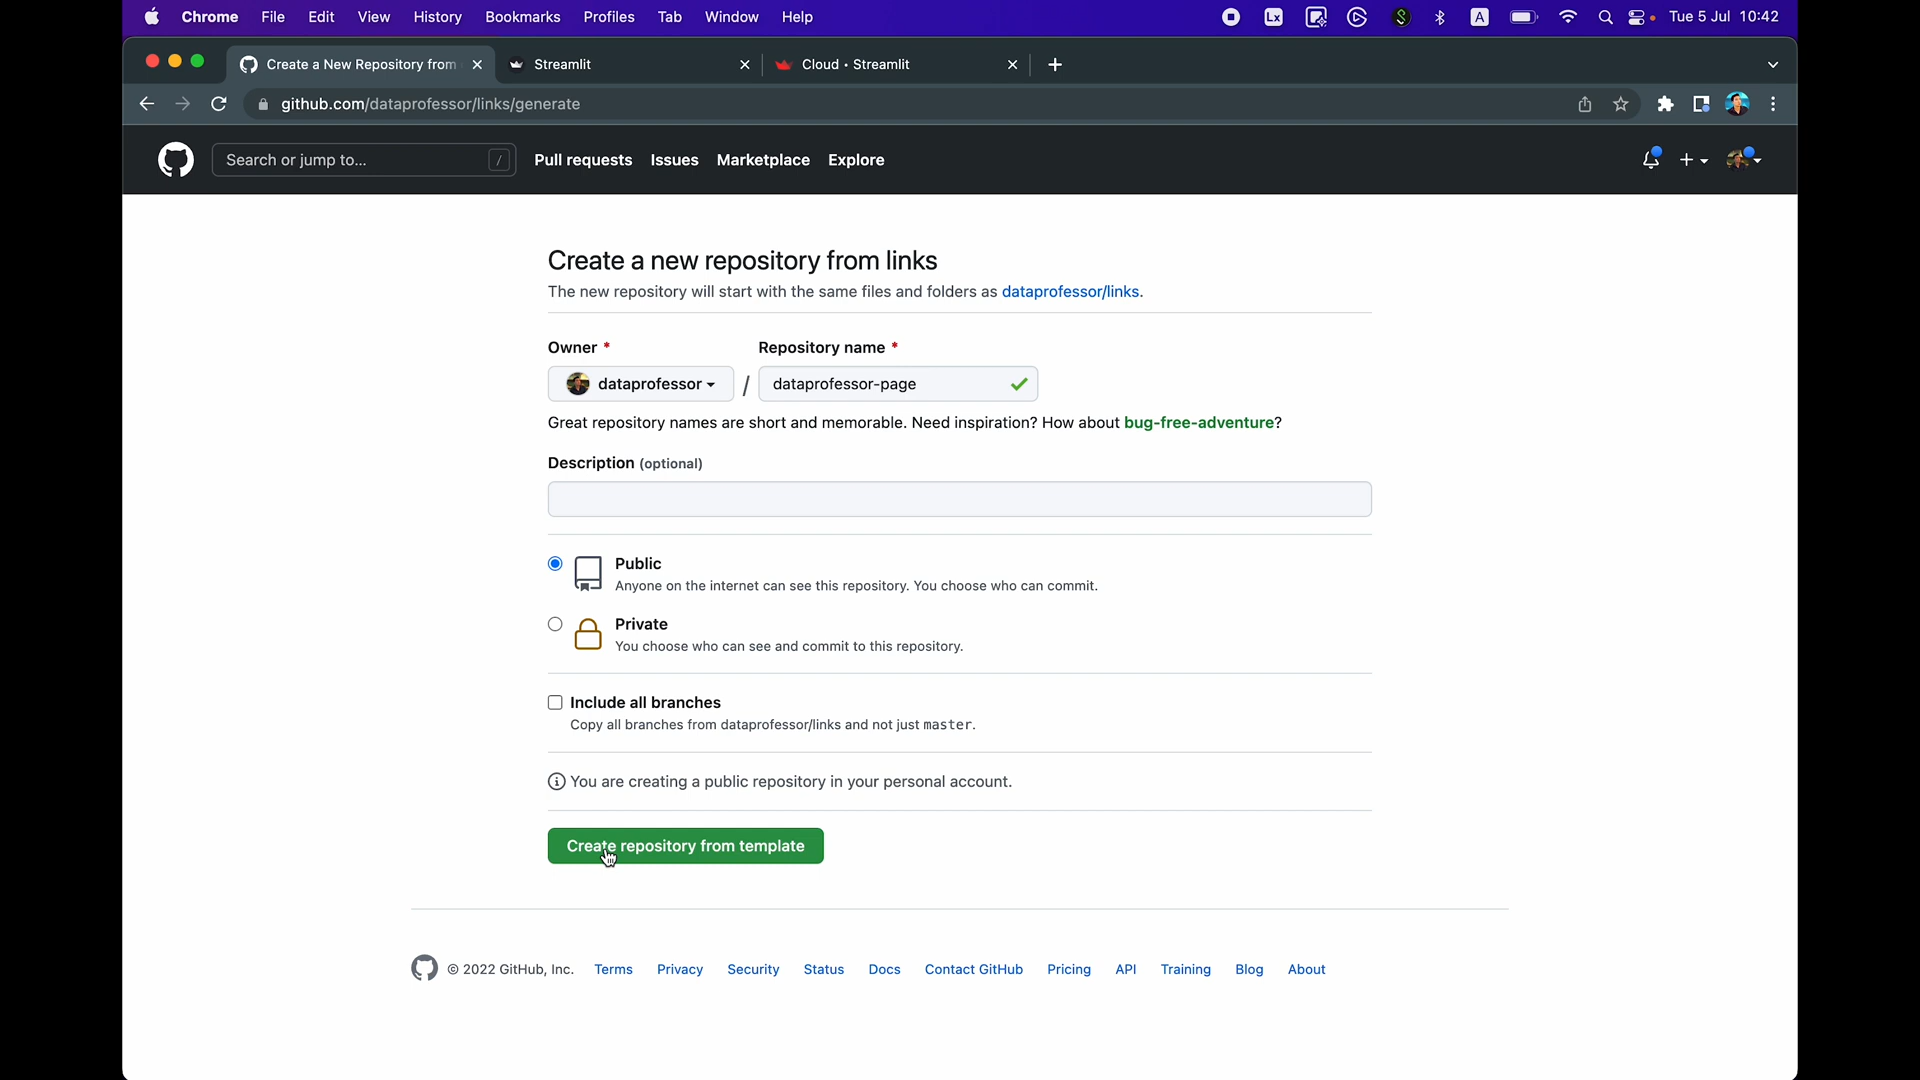 Chrome File Edit View History Bookmarks Profiles Tab Window Help Lx A Tue 5 Jul 10:42
Create a New Repository from Streamlit Cloud • Streamlit
github.com/dataprofessor/links/generate
Search or jump to... / Pull requests Issues Marketplace Explore
Create a new repository from links
The new repository will start with the same files and folders as dataprofessor/links.
Owner * Repository name *
dataprofessor / dataprofessor-page
Great repository names are short and memorable. Need inspiration? How about bug-free-adventure?
Description (optional)
Public
Anyone on the internet can see this repository. You choose who can commit.
Private
You choose who can see and commit to this repository.
Include all branches
Copy all branches from dataprofessor/links and not just master.
You are creating a public repository in your personal account.
Create repository from template
© 2022 GitHub, Inc. Terms Privacy Security Status Docs Contact GitHub Pricing API Training Blog About